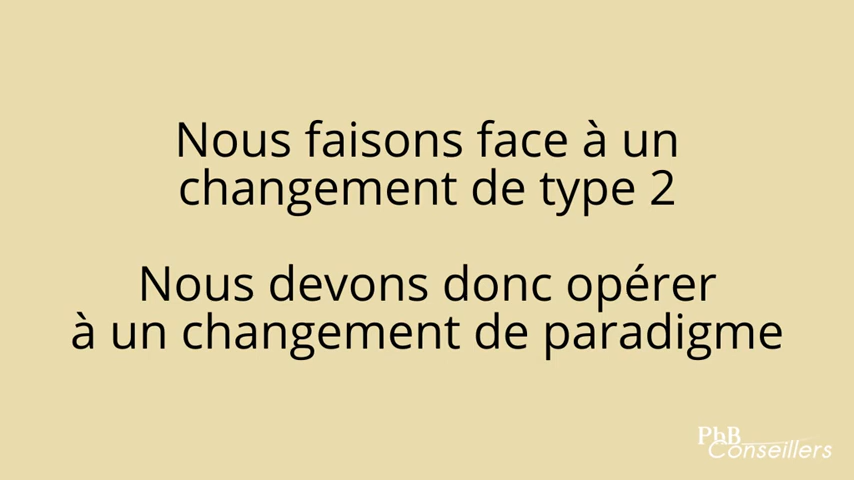 Nous faisons face à un
changement de type 2
Nous devons donc opérer
à un changement de paradigme
PhB
Conseillers